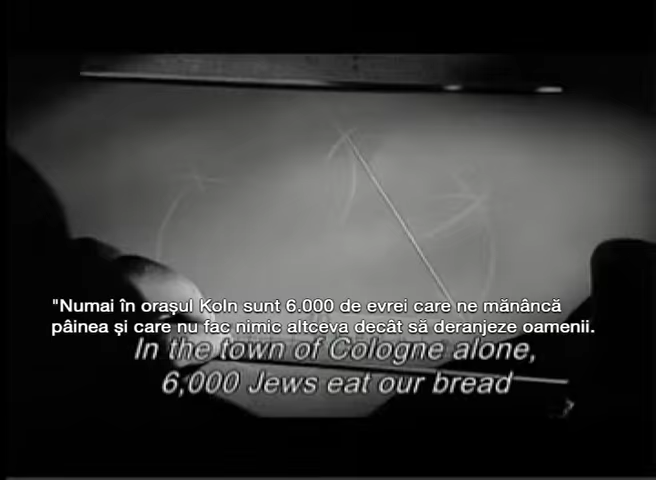 "Numai în orașul Koln sunt 6.000 de evrei care ne mănâncă
pâinea și care nu fac nimic altceva decât să deranjeze oamenii.
In the town of Cologne alone,
6,000 Jews eat our bread